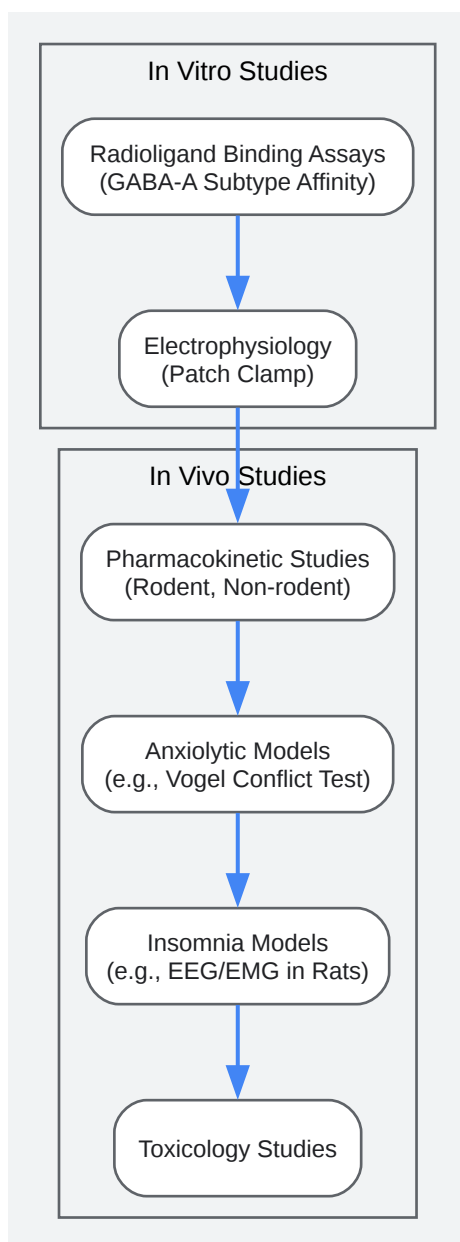 In Vitro Studies
Radioligand Binding Assays
(GABA-A Subtype Affinity)
Electrophysiology
(Patch Clamp)
In Vivo Studies
Pharmacokinetic Studies
(Rodent, Non-rodent)
Anxiolytic Models
(e.g., Vogel Conflict Test)
Insomnia Models
(e.g., EEG/EMG in Rats)
Toxicology Studies